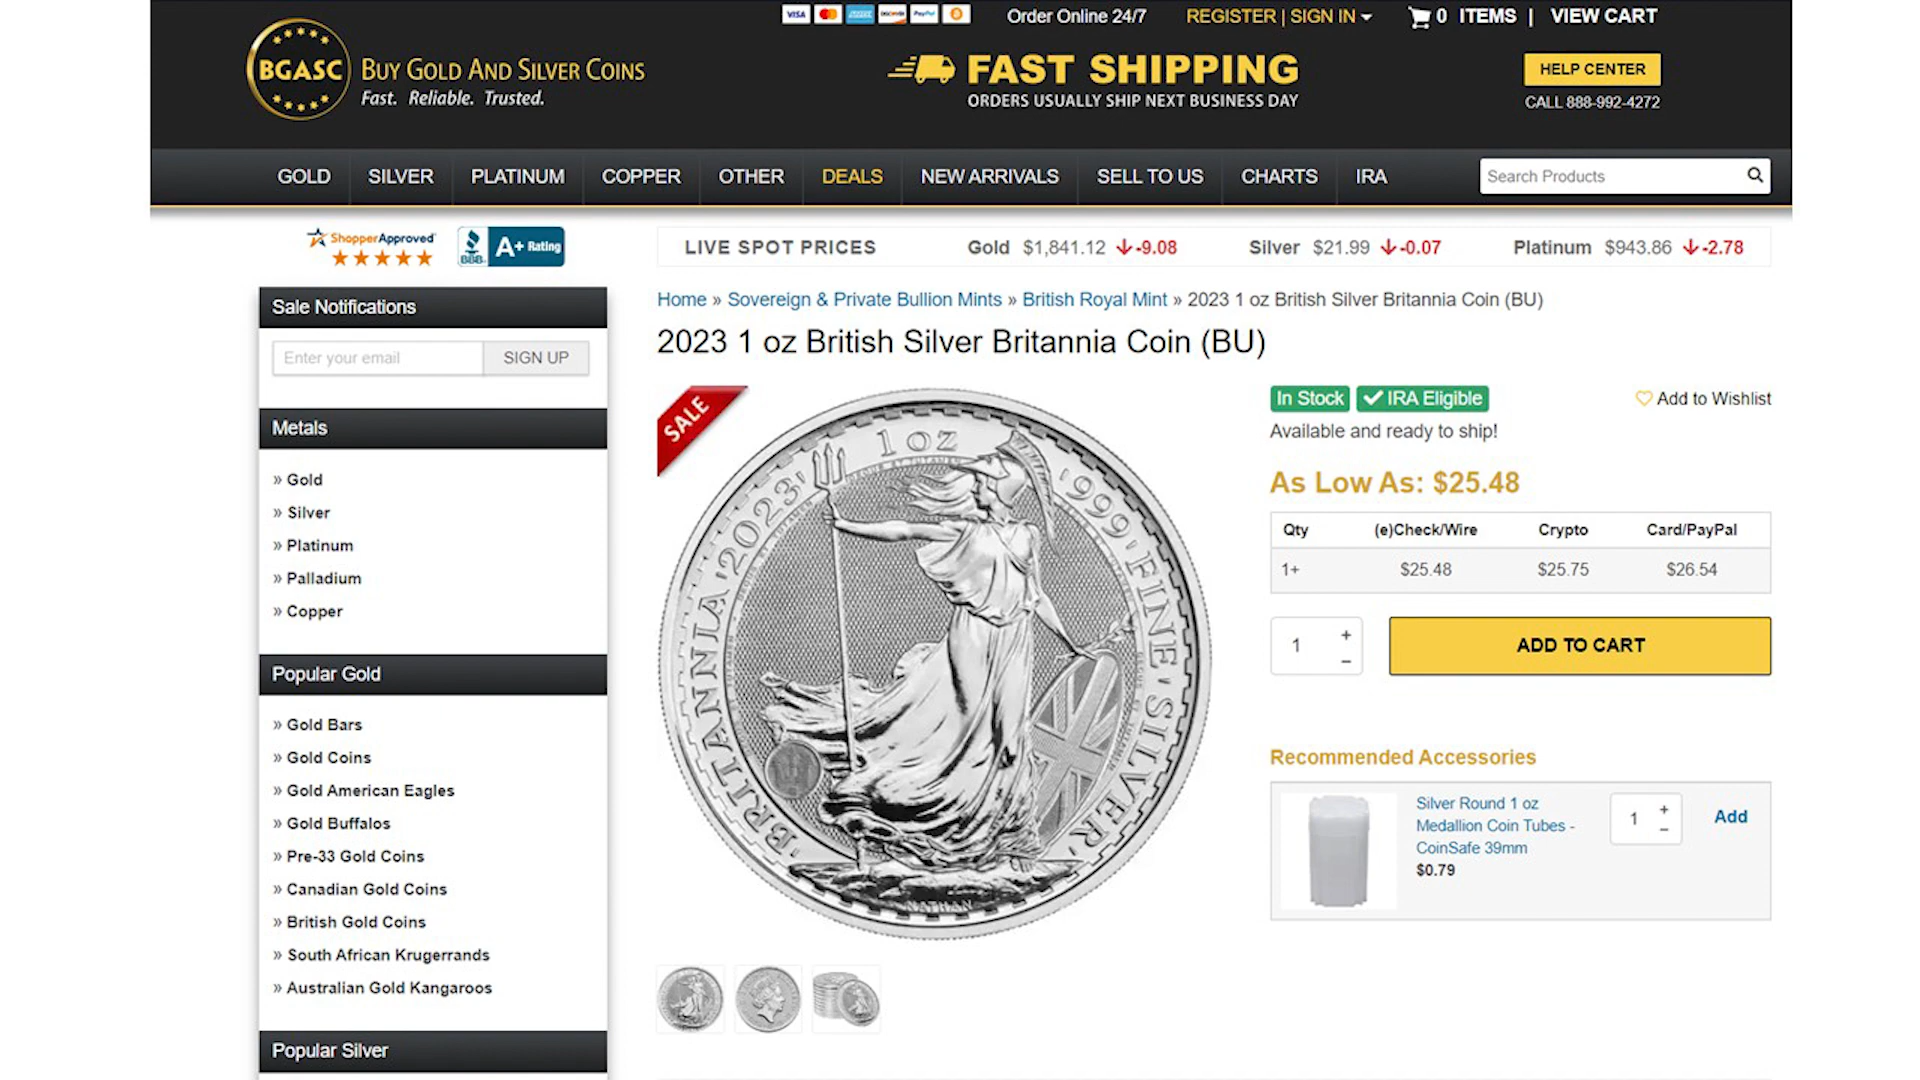 VISA DISCOVER PayPal Order Online 24/7 REGISTER | SIGN IN 0 ITEMS | VIEW CART
BGASC BUY GOLD AND SILVER COINS
Fast. Reliable. Trusted.
FAST SHIPPING
ORDERS USUALLY SHIP NEXT BUSINESS DAY
HELP CENTER
CALL 888-992-4272
GOLD SILVER PLATINUM COPPER OTHER DEALS NEW ARRIVALS SELL TO US CHARTS IRA Search Products
ShopperApproved
BBB. A+ Rating
LIVE SPOT PRICES Gold $1,841.12 -9.08 Silver $21.99 -0.07 Platinum $943.86 -2.78
Sale Notifications
Enter your email SIGN UP
Metals
» Gold
» Silver
» Platinum
» Palladium
» Copper
Popular Gold
» Gold Bars
» Gold Coins
» Gold American Eagles
» Gold Buffalos
» Pre-33 Gold Coins
» Canadian Gold Coins
» British Gold Coins
» South African Krugerrands
» Australian Gold Kangaroos
Popular Silver
Home » Sovereign & Private Bullion Mints » British Royal Mint » 2023 1 oz British Silver Britannia Coin (BU)
2023 1 oz British Silver Britannia Coin (BU)
SALE
BRITANNIA 2023 1 OZ 999 FINE SILVER
NATHAN
In Stock IRA Eligible Add to Wishlist
Available and ready to ship!
As Low As: $25.48
Qty (e)Check/Wire Crypto Card/PayPal
1+ $25.48 $25.75 $26.54
1 + − ADD TO CART
Recommended Accessories
Silver Round 1 oz
Medallion Coin Tubes -
CoinSafe 39mm
$0.79
1 + − Add